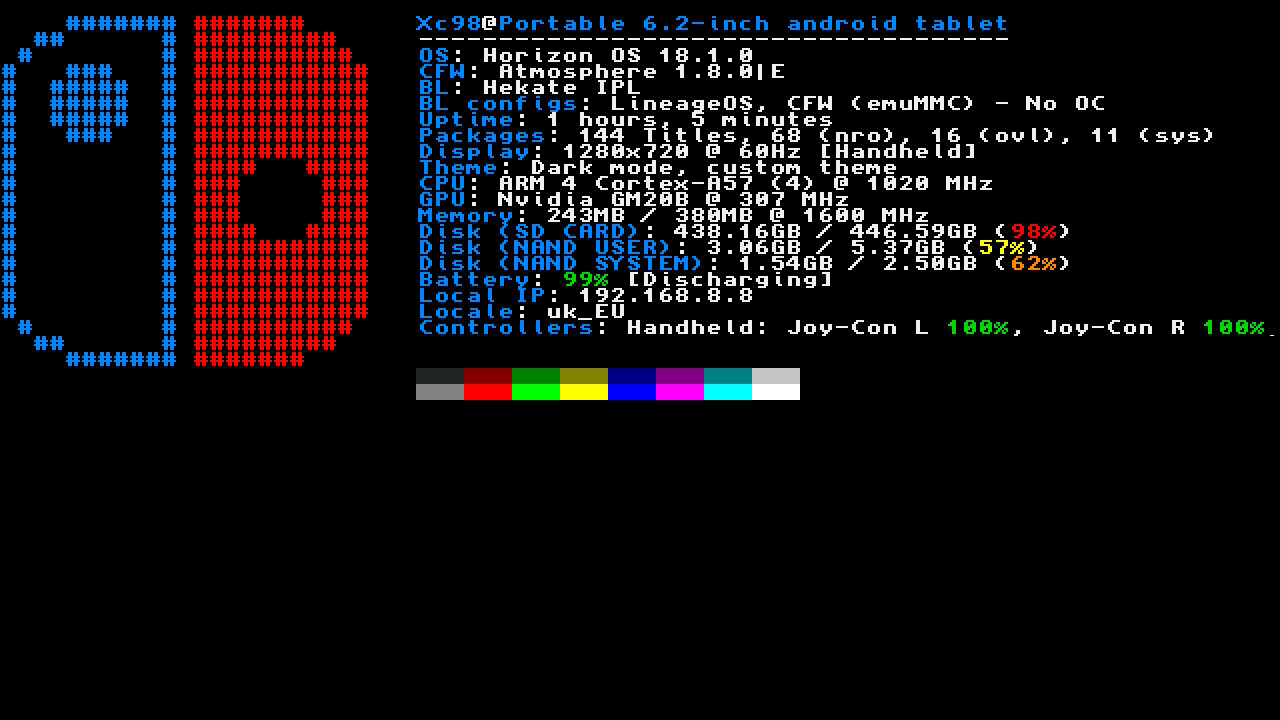 Xc98@Portable 6.2-inch android tablet
-------------------------------------
OS: Horizon OS 18.1.0
CFW: Atmosphere 1.8.0|E
BL: Hekate IPL
BL configs: LineageOS, CFW (emuMMC) - No OC
Uptime: 1 hours, 5 minutes
Packages: 144 Titles, 68 (nro), 16 (ovl), 11 (sys)
Display: 1280x720 @ 60Hz [Handheld]
Theme: Dark mode, custom theme
CPU: ARM 4 Cortex-A57 (4) @ 1020 MHz
GPU: Nvidia GM20B @ 307 MHz
Memory: 243MB / 380MB @ 1600 MHz
Disk (SD CARD): 438.16GB / 446.59GB (98%)
Disk (NAND USER): 3.06GB / 5.37GB (57%)
Disk (NAND SYSTEM): 1.54GB / 2.50GB (62%)
Battery: 99% [Discharging]
Local IP: 192.168.8.8
Locale: uk_EU
Controllers: Handheld: Joy-Con L 100%, Joy-Con R 100%